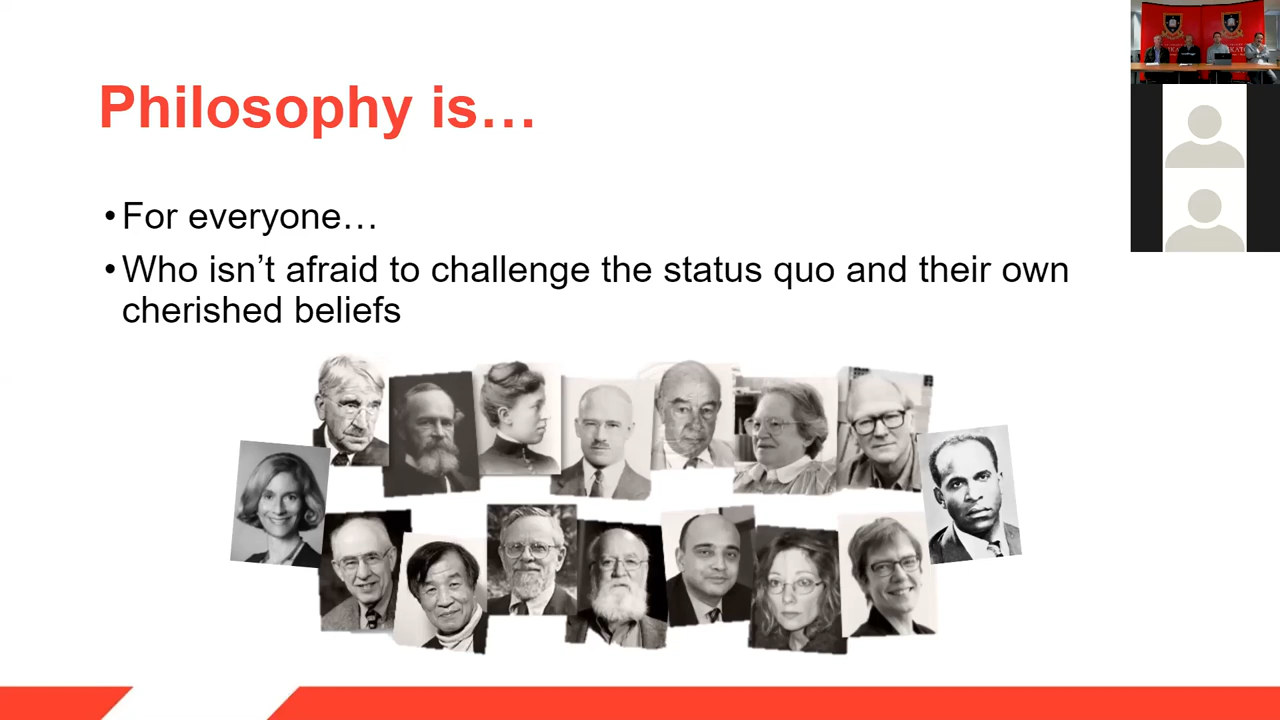 Philosophy is…
•For everyone…
•Who isn’t afraid to challenge the status quo and their own
cherished beliefs